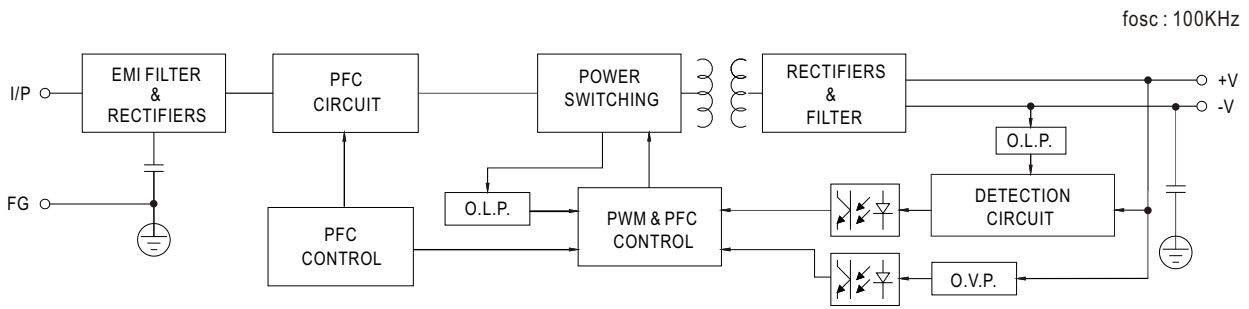 fosc : 100KHz
I/P
EMI FILTER
&
RECTIFIERS
PFC
CIRCUIT
POWER
SWITCHING
RECTIFIERS
&
FILTER
+V
-V
O.L.P.
FG
O.L.P.
PFC
CONTROL
PWM & PFC
CONTROL
DETECTION
CIRCUIT
O.V.P.